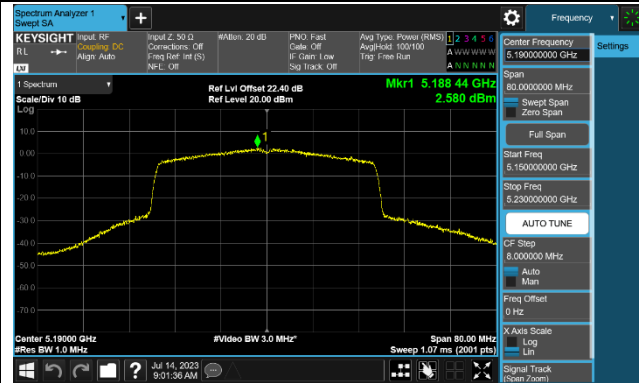 Spectrum Analyzer 1
Swept SA
+
Frequency
KEYSIGHT
RL
LXI
Input: RF
Coupling: DC
Align: Auto
Input Z: 50 Ω
Corrections: Off
Freq Ref: Int (S)
NFE: Off
#Atten: 20 dB
PNO: Fast
Gate: Off
IF Gain: Low
Sig Track: Off
Avg Type: Power (RMS)
Avg|Hold: 100/100
Trig: Free Run
1 2 3 4 5 6
A W W W W W
A N N N N N
1 Spectrum
Scale/Div 10 dB
Log
Ref Lvl Offset 22.40 dB
Ref Level 20.00 dBm
Mkr1 5.188 44 GHz
2.580 dBm
1
10.0
0.00
-10.0
-20.0
-30.0
-40.0
-50.0
-60.0
-70.0
Center 5.19000 GHz
#Res BW 1.0 MHz
#Video BW 3.0 MHz*
Span 80.00 MHz
Sweep 1.07 ms (2001 pts)
Jul 14, 2023
9:01:36 AM
?
Settings
Center Frequency
5.190000000 GHz
Span
80.0000000 MHz
Swept Span
Zero Span
Full Span
Start Freq
5.150000000 GHz
Stop Freq
5.230000000 GHz
AUTO TUNE
CF Step
8.000000 MHz
Auto
Man
Freq Offset
0 Hz
X Axis Scale
Log
Lin
Signal Track
(Span Zoom)